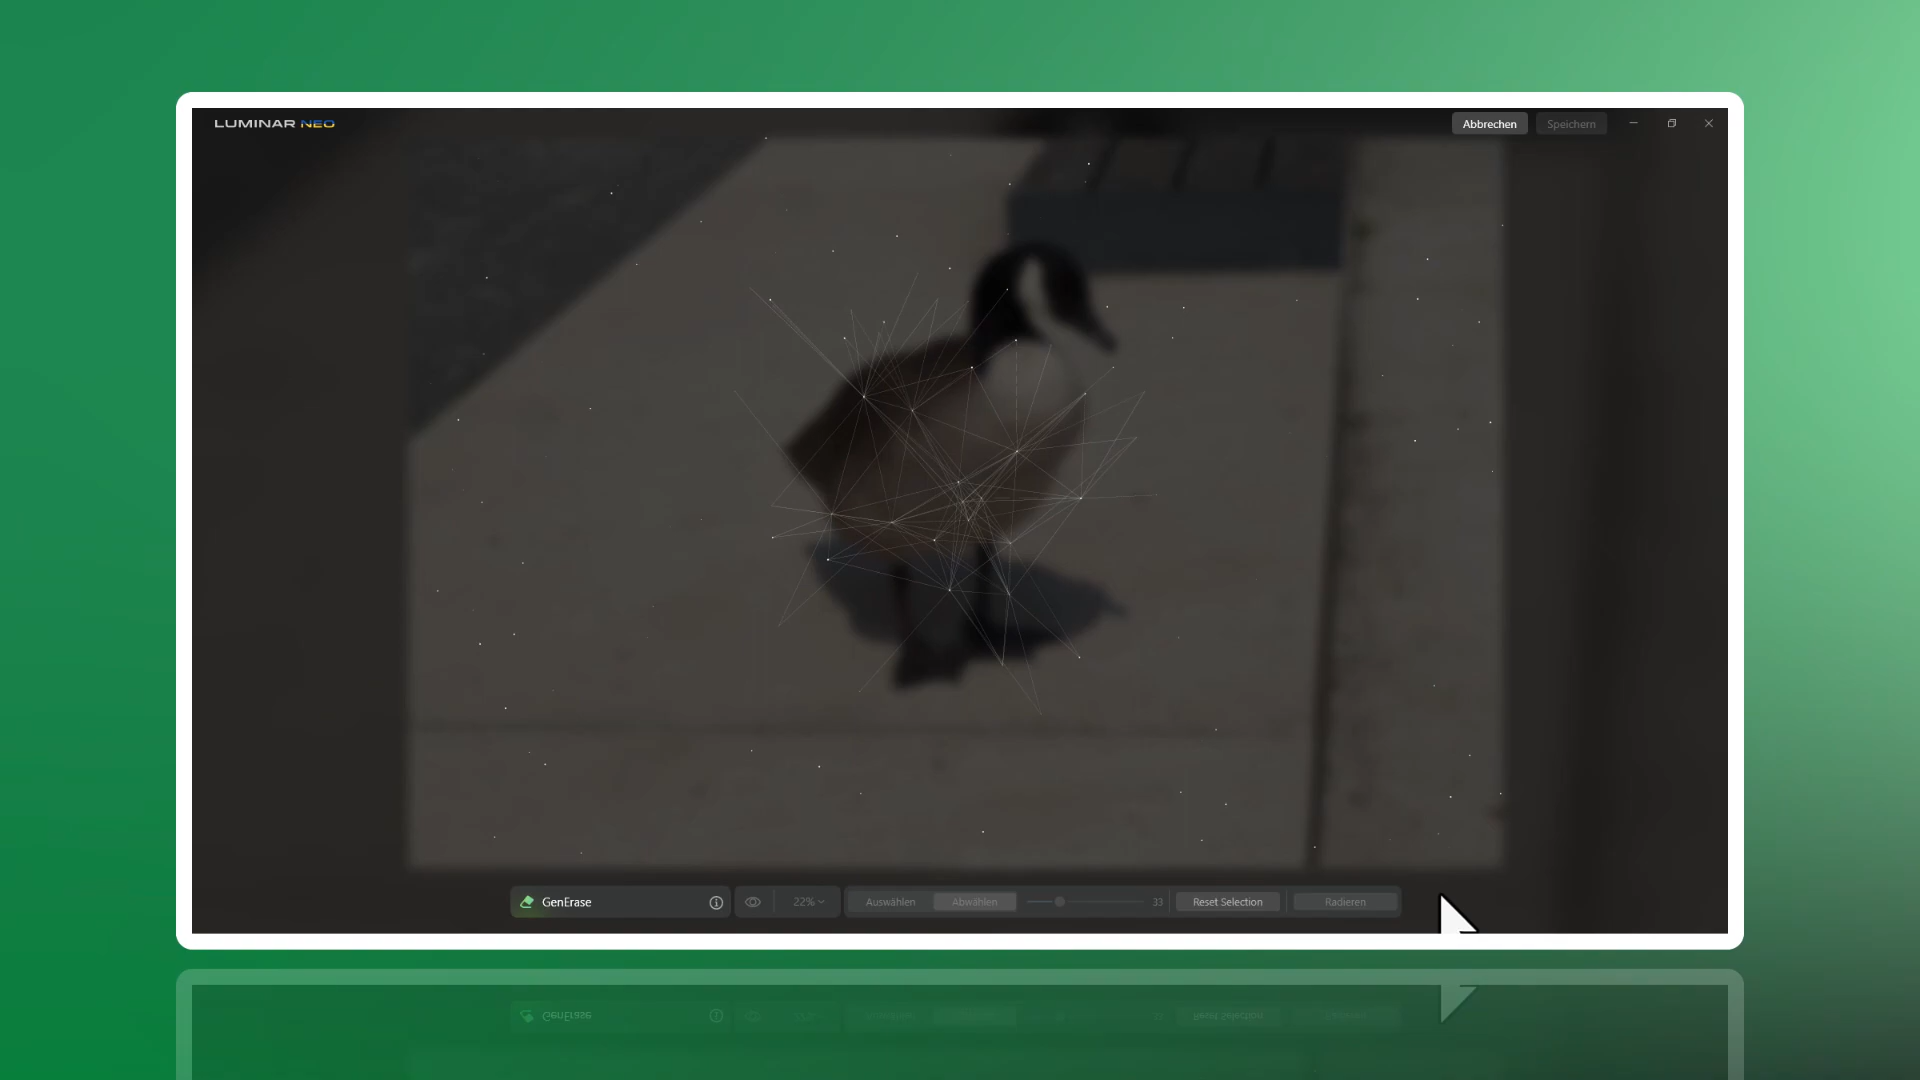 LUMINAR NEO
Abbrechen
Speichern
GenErase
22%
Auswählen
Abwählen
33
Reset Selection
Radieren